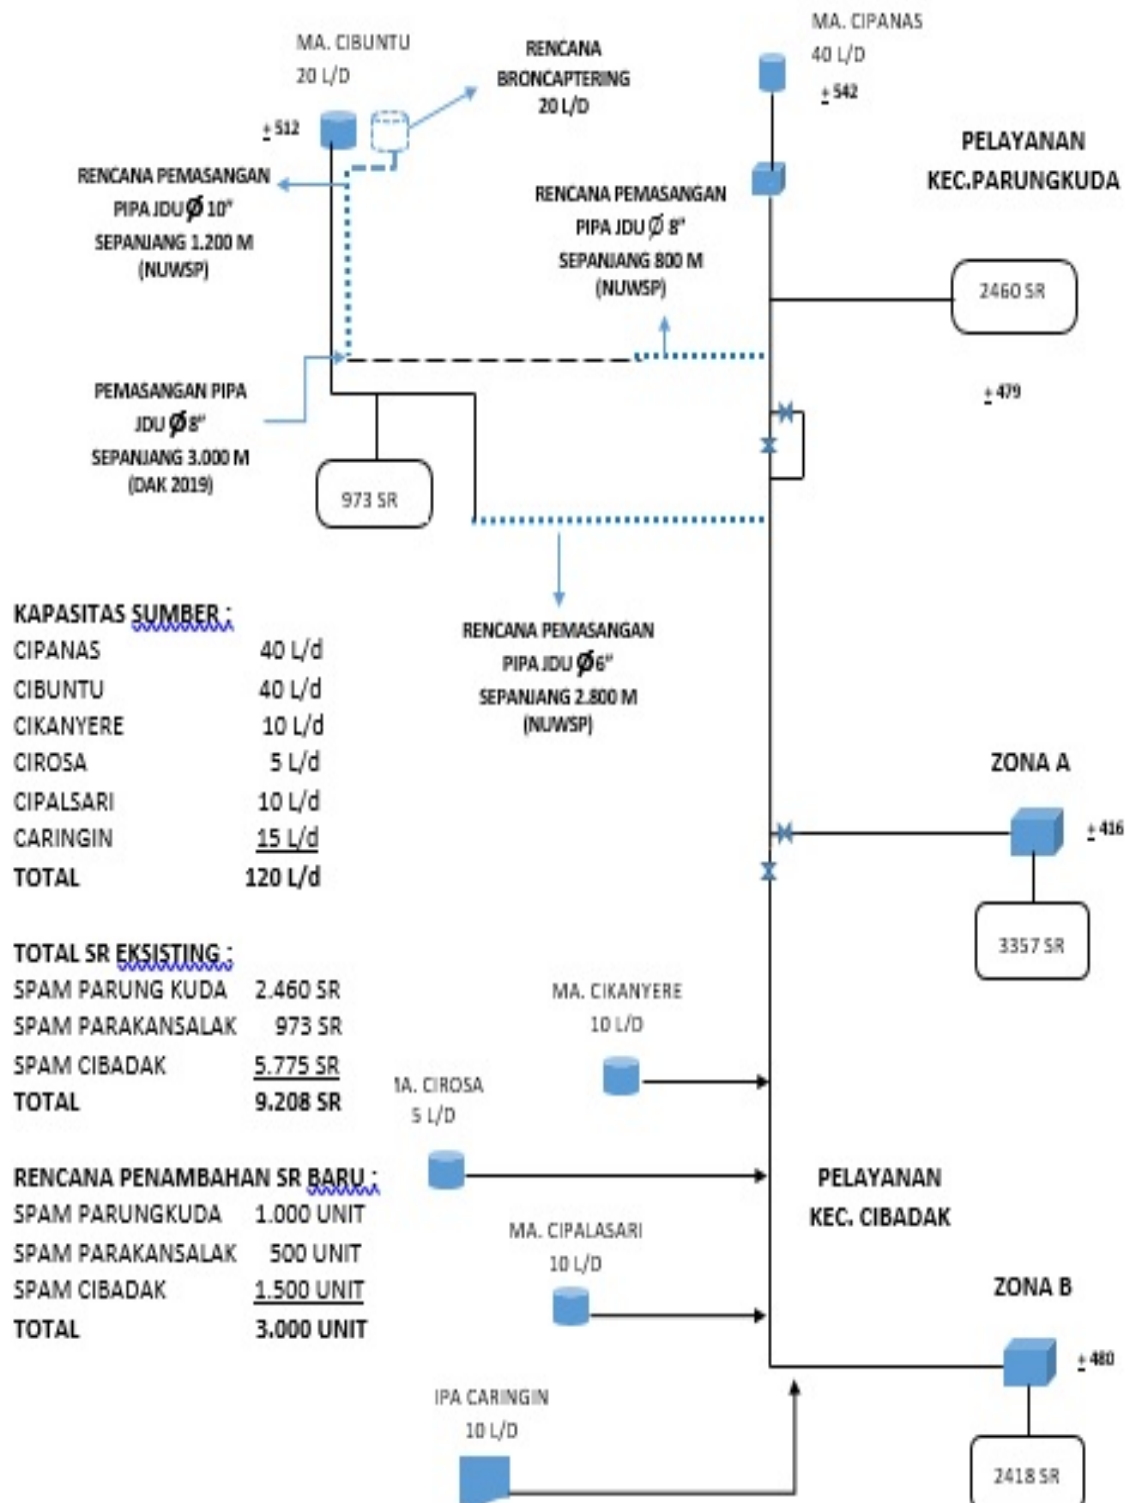 MA. CIBUNTU
20 L/D
± 512
RENCANA
BRONCAPTERING
20 L/D
MA. CIPANAS
40 L/D
± 542
PELAYANAN
KEC.PARUNGKUDA
RENCANA PEMASANGAN
PIPA JDU Ø 10"
SEPANJANG 1.200 M
(NUWSP)
RENCANA PEMASANGAN
PIPA JDU Ø 8"
SEPANJANG 800 M
(NUWSP)
2460 SR
± 479
PEMASANGAN PIPA
JDU Ø 8"
SEPANJANG 3.000 M
(DAK 2019)
973 SR
RENCANA PEMASANGAN
PIPA JDU Ø 6"
SEPANJANG 2.800 M
(NUWSP)
KAPASITAS SUMBER :
CIPANAS 40 L/d
CIBUNTU 40 L/d
CIKANYERE 10 L/d
CIROSA 5 L/d
CIPALSARI 10 L/d
CARINGIN 15 L/d
TOTAL 120 L/d
ZONA A
± 416
3357 SR
TOTAL SR EKSISTING :
SPAM PARUNG KUDA 2.460 SR
SPAM PARAKANSALAK 973 SR
SPAM CIBADAK 5.775 SR
TOTAL 9.208 SR
MA. CIKANYERE
10 L/D
IA. CIROSA
5 L/D
RENCANA PENAMBAHAN SR BARU :
SPAM PARUNGKUDA 1.000 UNIT
SPAM PARAKANSALAK 500 UNIT
SPAM CIBADAK 1.500 UNIT
TOTAL 3.000 UNIT
MA. CIPALASARI
10 L/D
PELAYANAN
KEC. CIBADAK
ZONA B
± 480
IPA CARINGIN
10 L/D
2418 SR